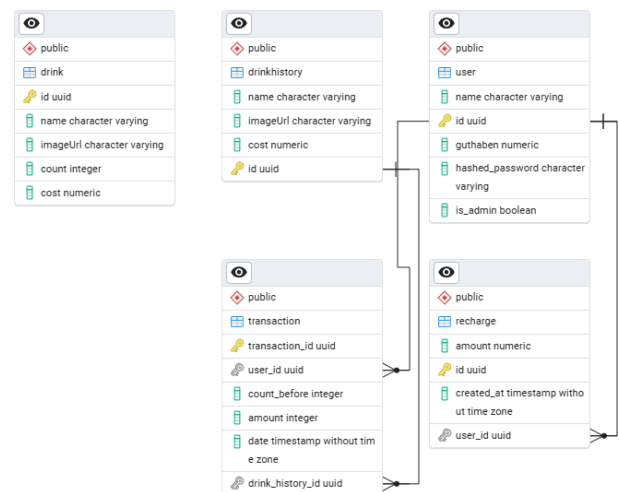 public
drink
id uuid
name character varying
imageUrl character varying
count integer
cost numeric
public
drinkhistory
name character varying
imageUrl character varying
cost numeric
id uuid
public
user
name character varying
id uuid
guthaben numeric
hashed_password character
varying
is_admin boolean
public
transaction
transaction_id uuid
user_id uuid
count_before integer
amount integer
date timestamp without tim
e zone
drink_history_id uuid
public
recharge
amount numeric
id uuid
created_at timestamp witho
ut time zone
user_id uuid